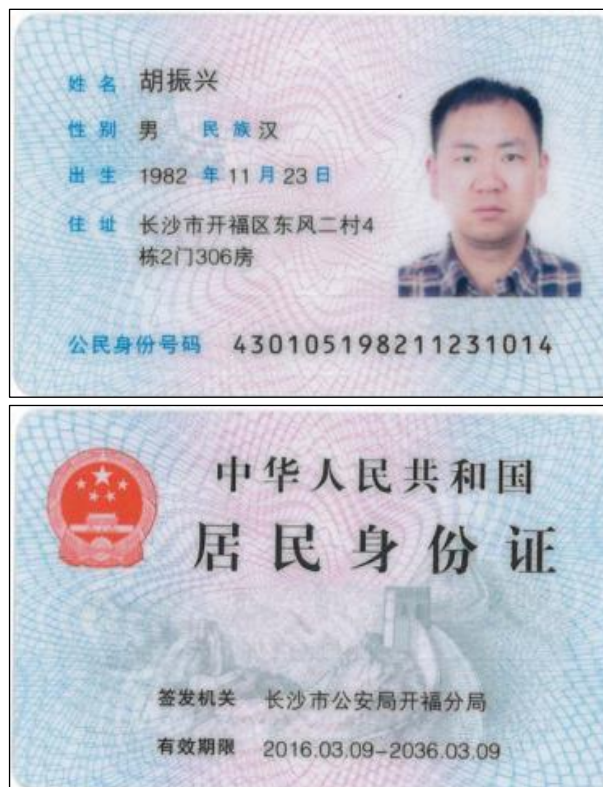 姓名 胡振兴
性别 男 民族 汉
出生 1982 年 11 月 23 日
住址 长沙市开福区东风二村4
栋2门306房
公民身份号码 430105198211231014
中华人民共和国
居民身份证
签发机关 长沙市公安局开福分局
有效期限 2016.03.09-2036.03.09